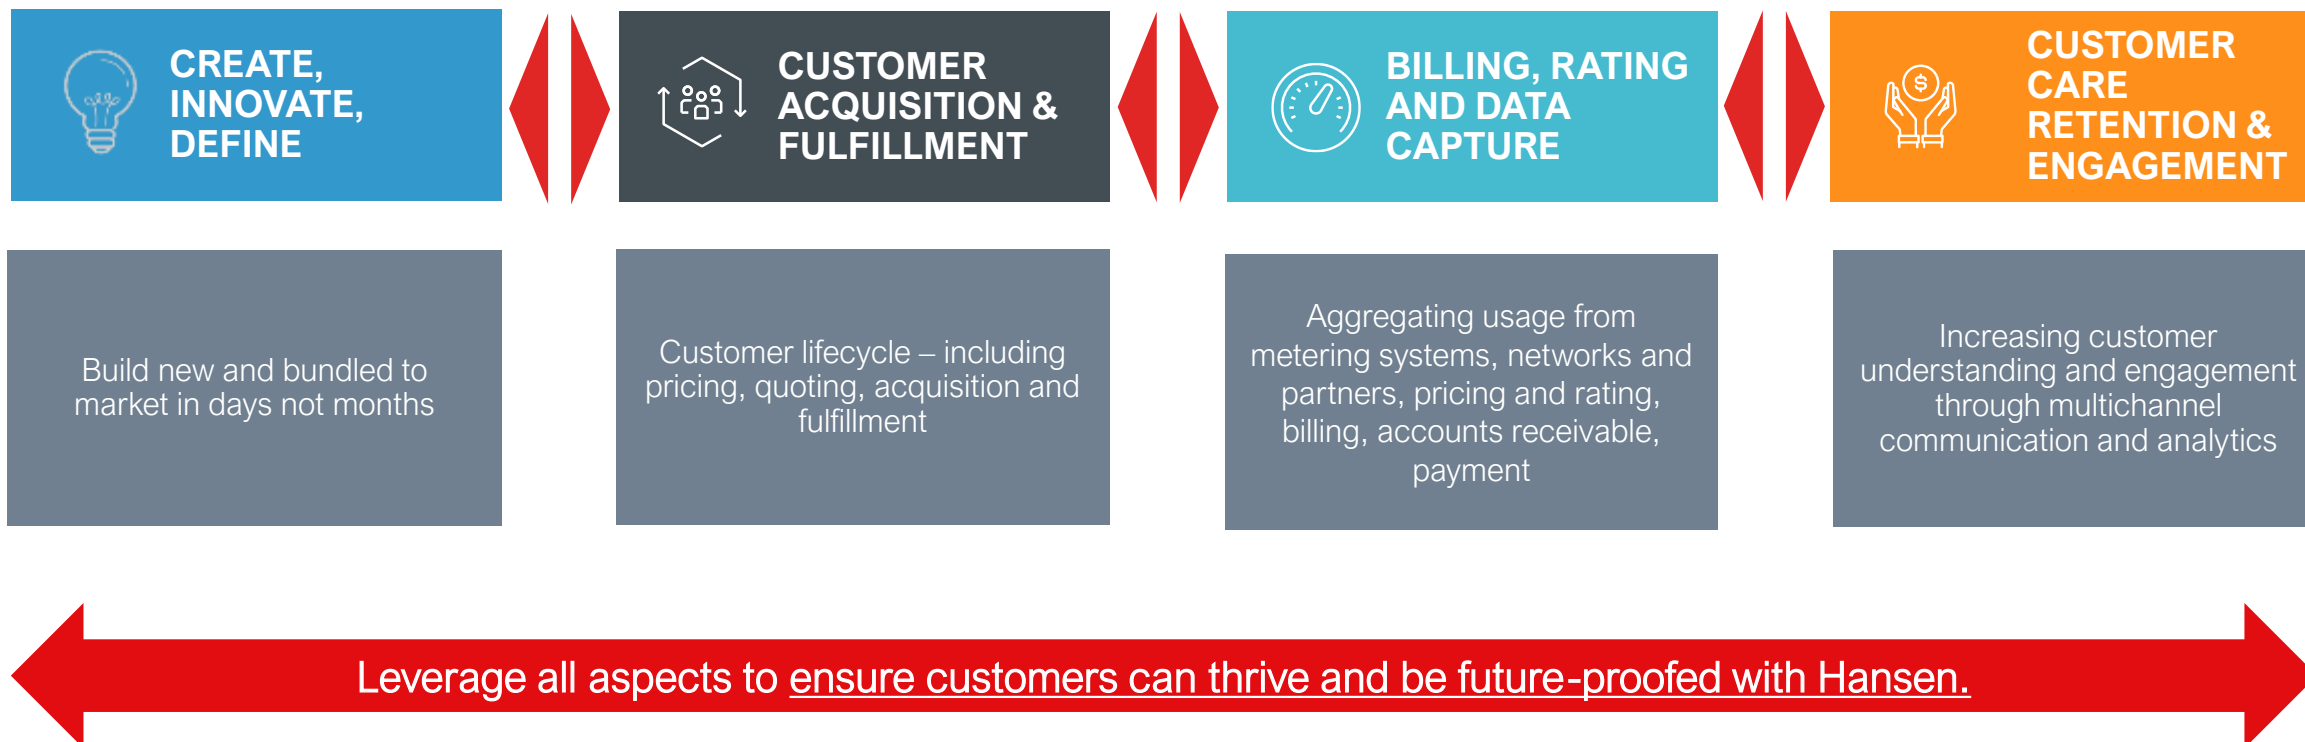 CREATE,
INNOVATE,
DEFINE
CUSTOMER
ACQUISITION &
FULFILLMENT
BILLING, RATING
AND DATA
CAPTURE
$
CUSTOMER
CARE
RETENTION &
ENGAGEMENT
Build new and bundled to
market in days not months
Customer lifecycle – including
pricing, quoting, acquisition and
fulfillment
Aggregating usage from
metering systems, networks and
partners, pricing and rating,
billing, accounts receivable,
payment
Increasing customer
understanding and engagement
through multichannel
communication and analytics
Leverage all aspects to ensure customers can thrive and be future-proofed with Hansen.